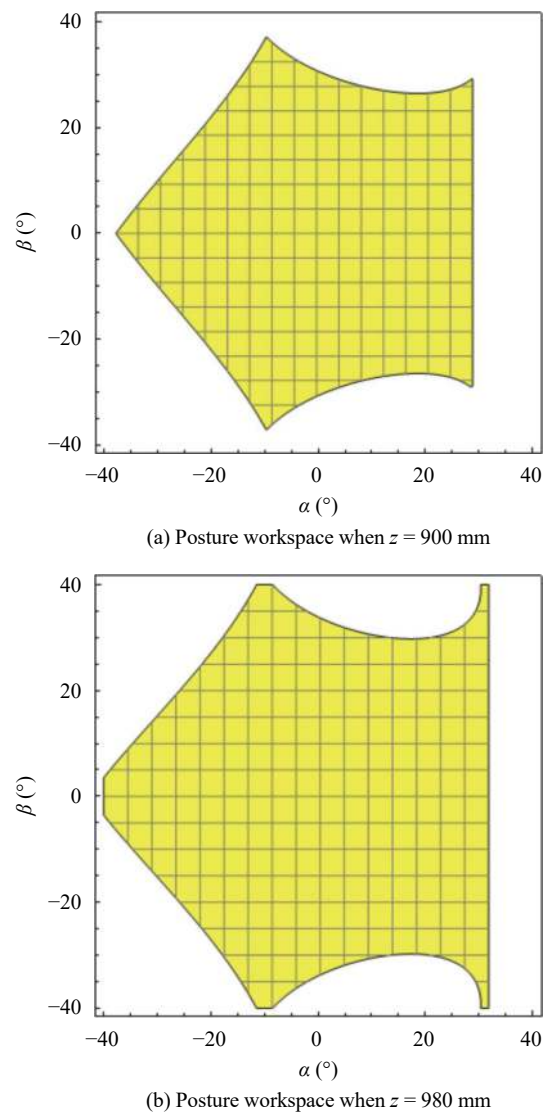 40
20
0
−20
−40
β (°)
−40 −20 0 20 40
α (°)
(a) Posture workspace when z = 900 mm
40
20
0
−20
−40
β (°)
−40 −20 0 20 40
α (°)
(b) Posture workspace when z = 980 mm